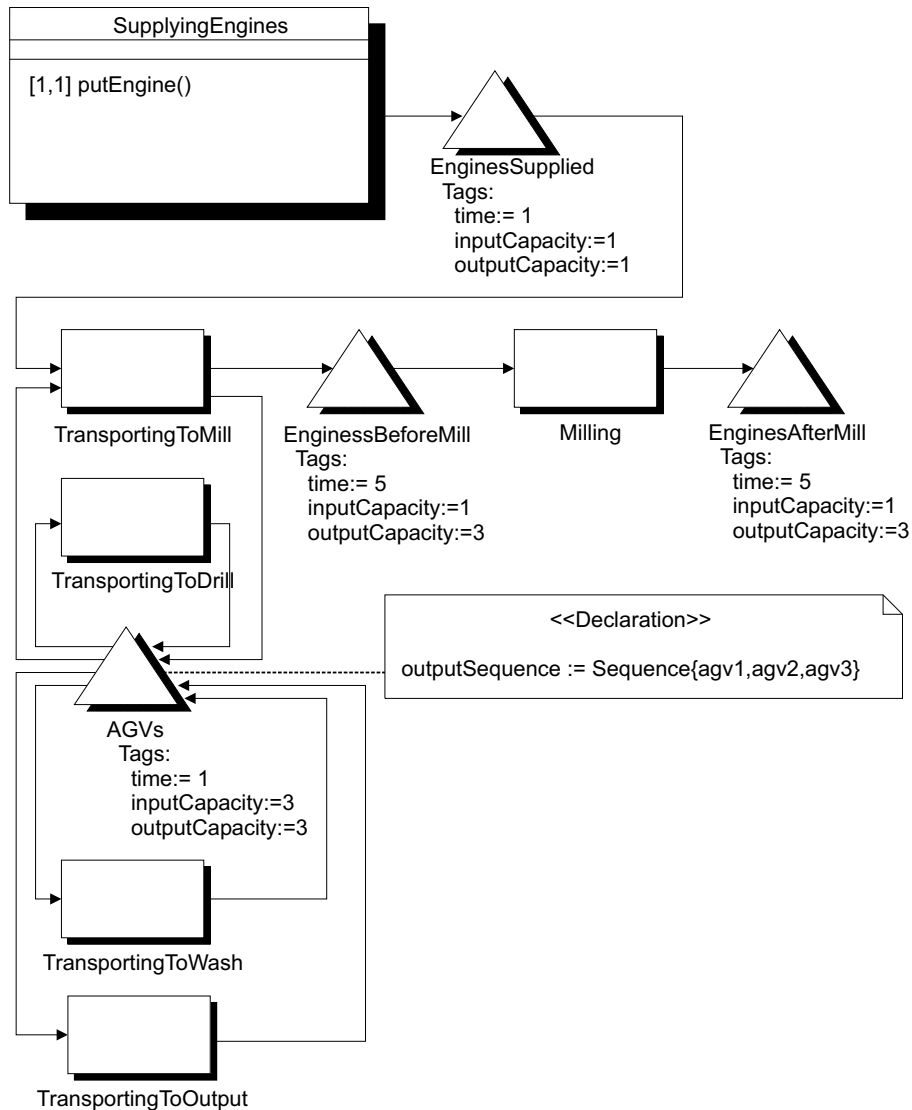 SupplyingEngines
[1,1] putEngine()
EnginesSupplied
Tags:
time:= 1
inputCapacity:=1
outputCapacity:=1
TransportingToMill
EnginessBeforeMill
Tags:
time:= 5
inputCapacity:=1
outputCapacity:=3
Milling
EnginesAfterMill
Tags:
time:= 5
inputCapacity:=1
outputCapacity:=3
TransportingToDrill
<<Declaration>>
outputSequence := Sequence{agv1,agv2,agv3}
AGVs
Tags:
time:= 1
inputCapacity:=3
outputCapacity:=3
TransportingToWash
TransportingToOutput